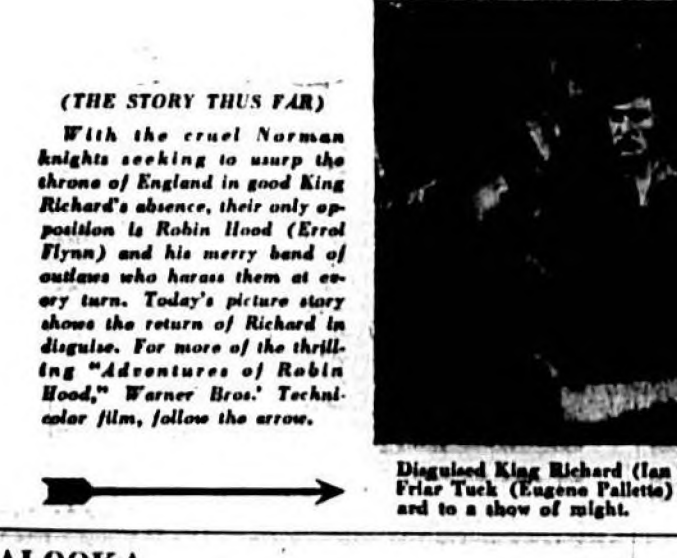 (THE STORY THUS FAR)
With the cruel Norman
knights seeking to usurp the
throne of England in good King
Richard's absence, their only op-
position is Robin Hood (Errol
Flynn) and his merry band of
outlaws who harass them at ev-
ery turn. Today's picture story
shows the return of Richard in
disguise. For more of the thrill-
ing "Adventures of Robin
Hood," Warner Bros.' Techni-
color film, follow the arrow.
Disguised King Richard (Ian
Friar Tuck (Eugene Pallette)
ard to a show of might.
ALOOKA